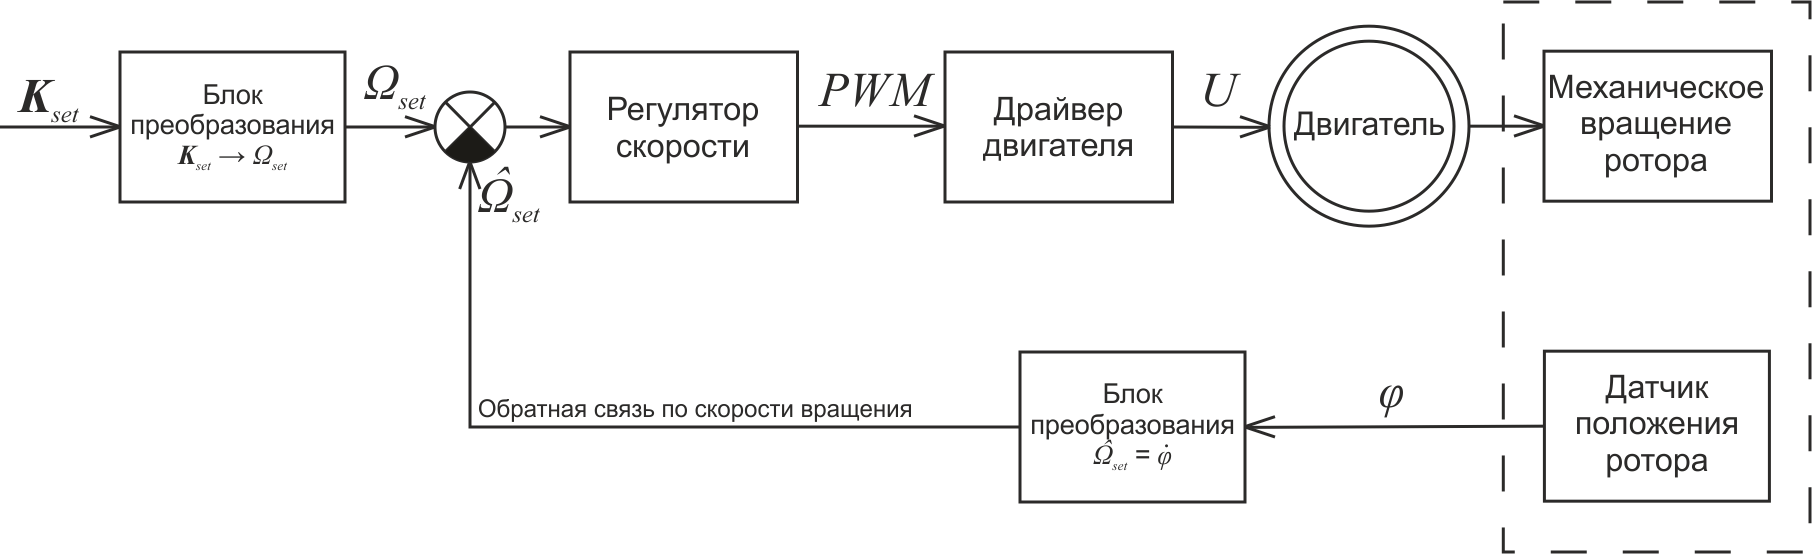 K_set
Блок
преобразования
K_set → Ω_set
Ω_set
Ω̂_set
Регулятор
скорости
PWM
Драйвер
двигателя
U
Двигатель
Механическое
вращение
ротора
Обратная связь по скорости вращения
Блок
преобразования
Ω̂_set = φ̇
φ
Датчик
положения
ротора